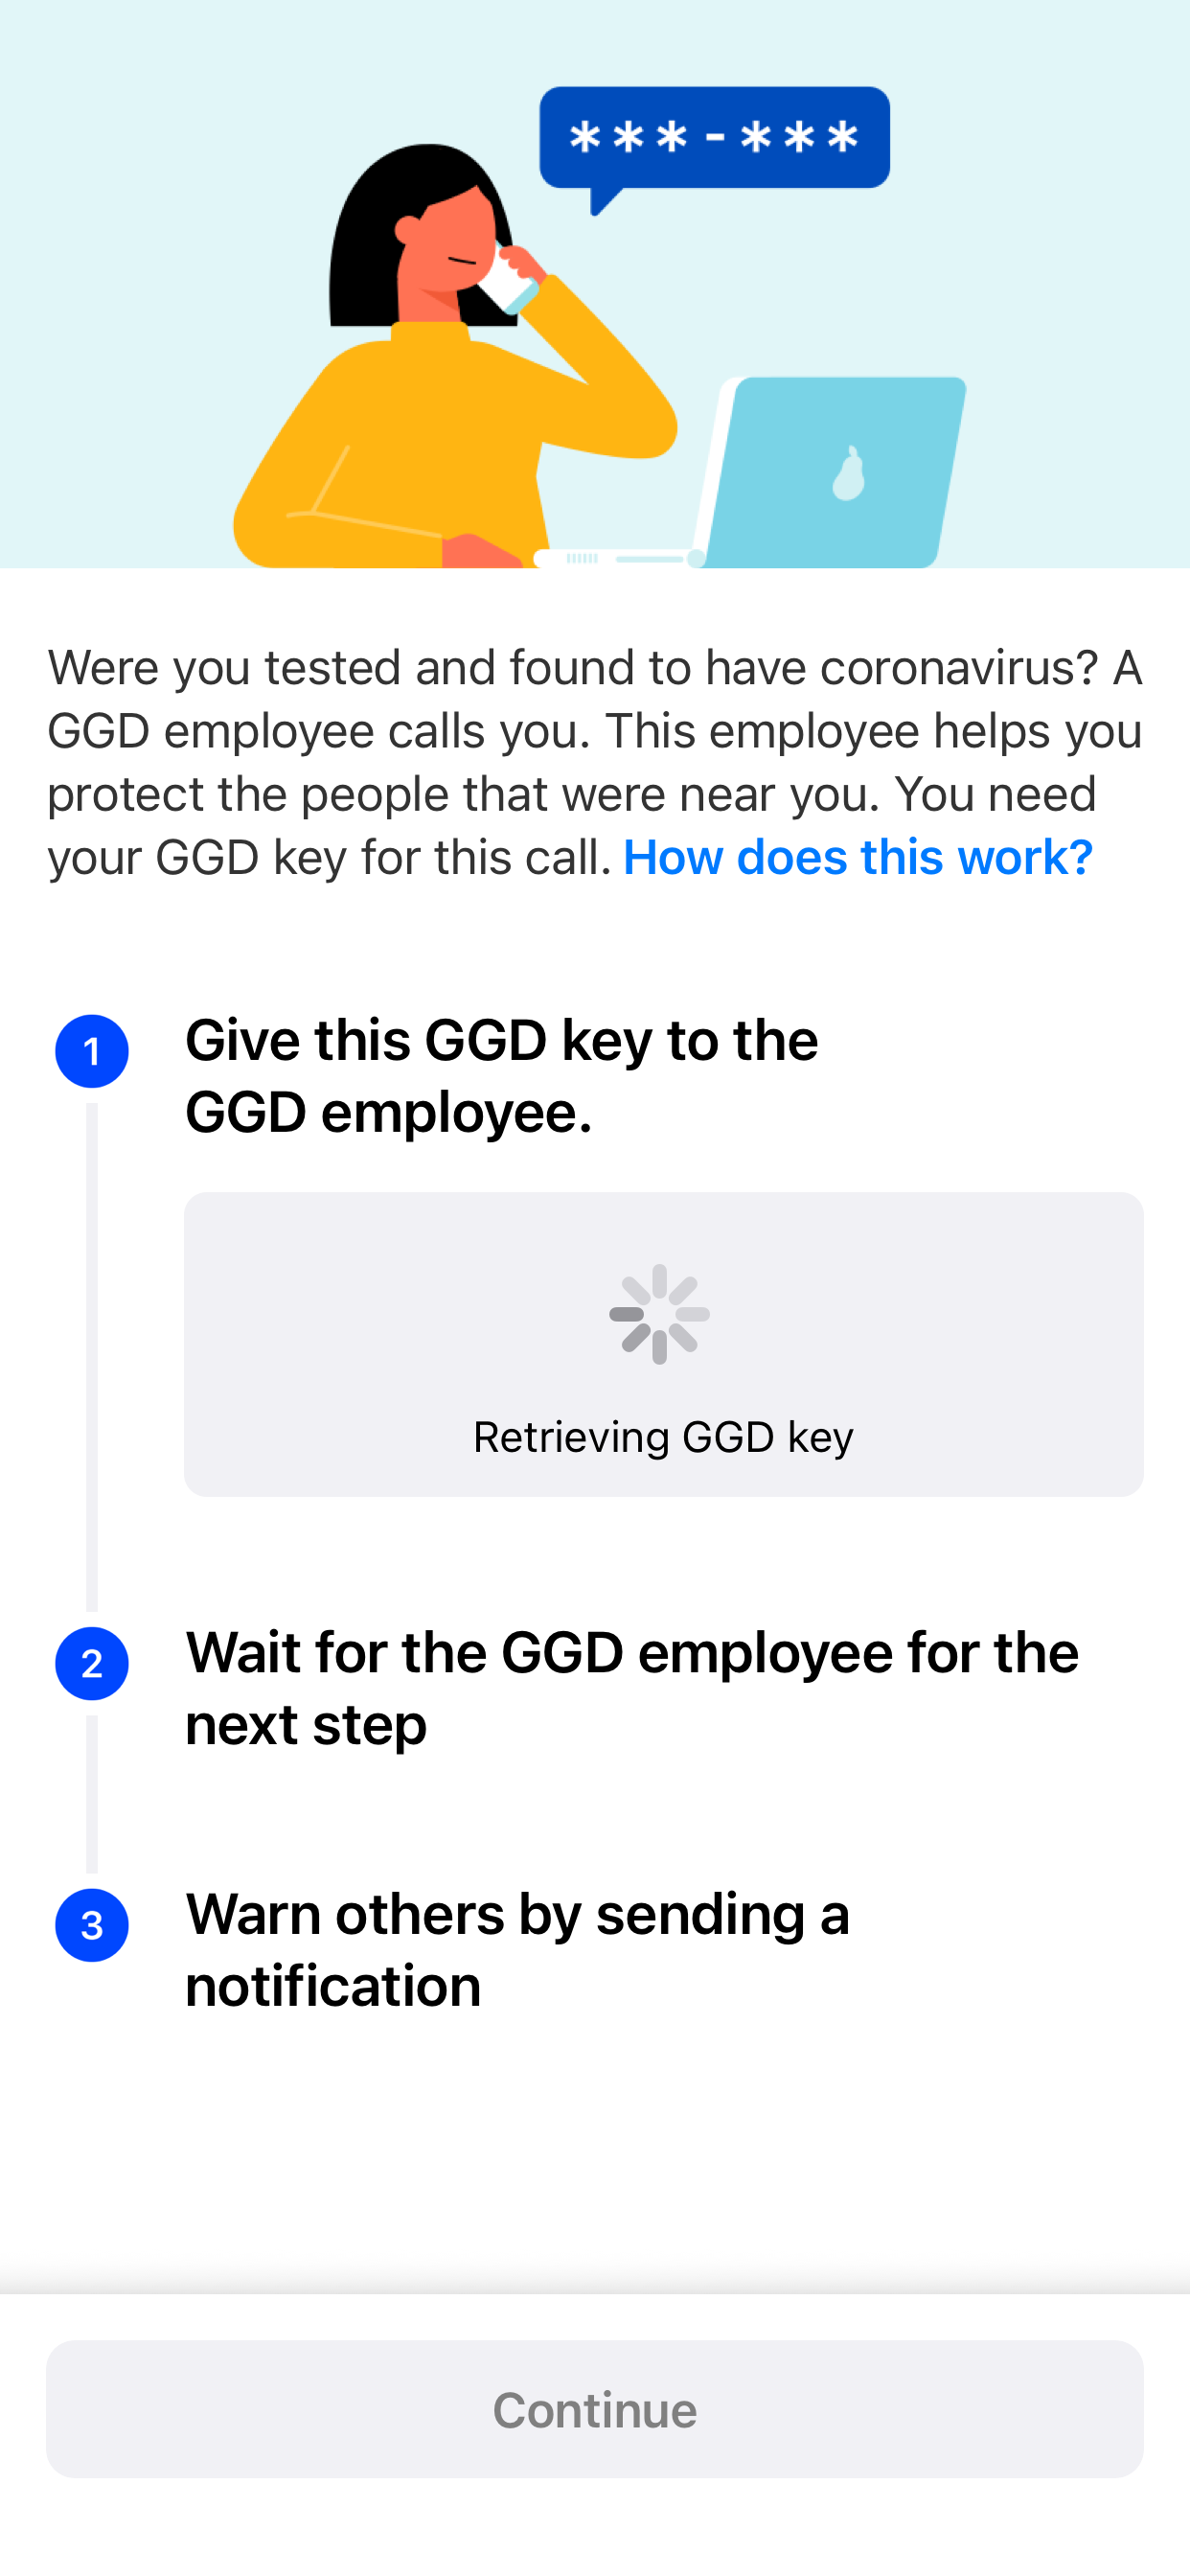 ***-***
Were you tested and found to have coronavirus? A
GGD employee calls you. This employee helps you
protect the people that were near you. You need
your GGD key for this call. How does this work?
1
Give this GGD key to the
GGD employee.
Retrieving GGD key
2
Wait for the GGD employee for the
next step
3
Warn others by sending a
notification
Continue